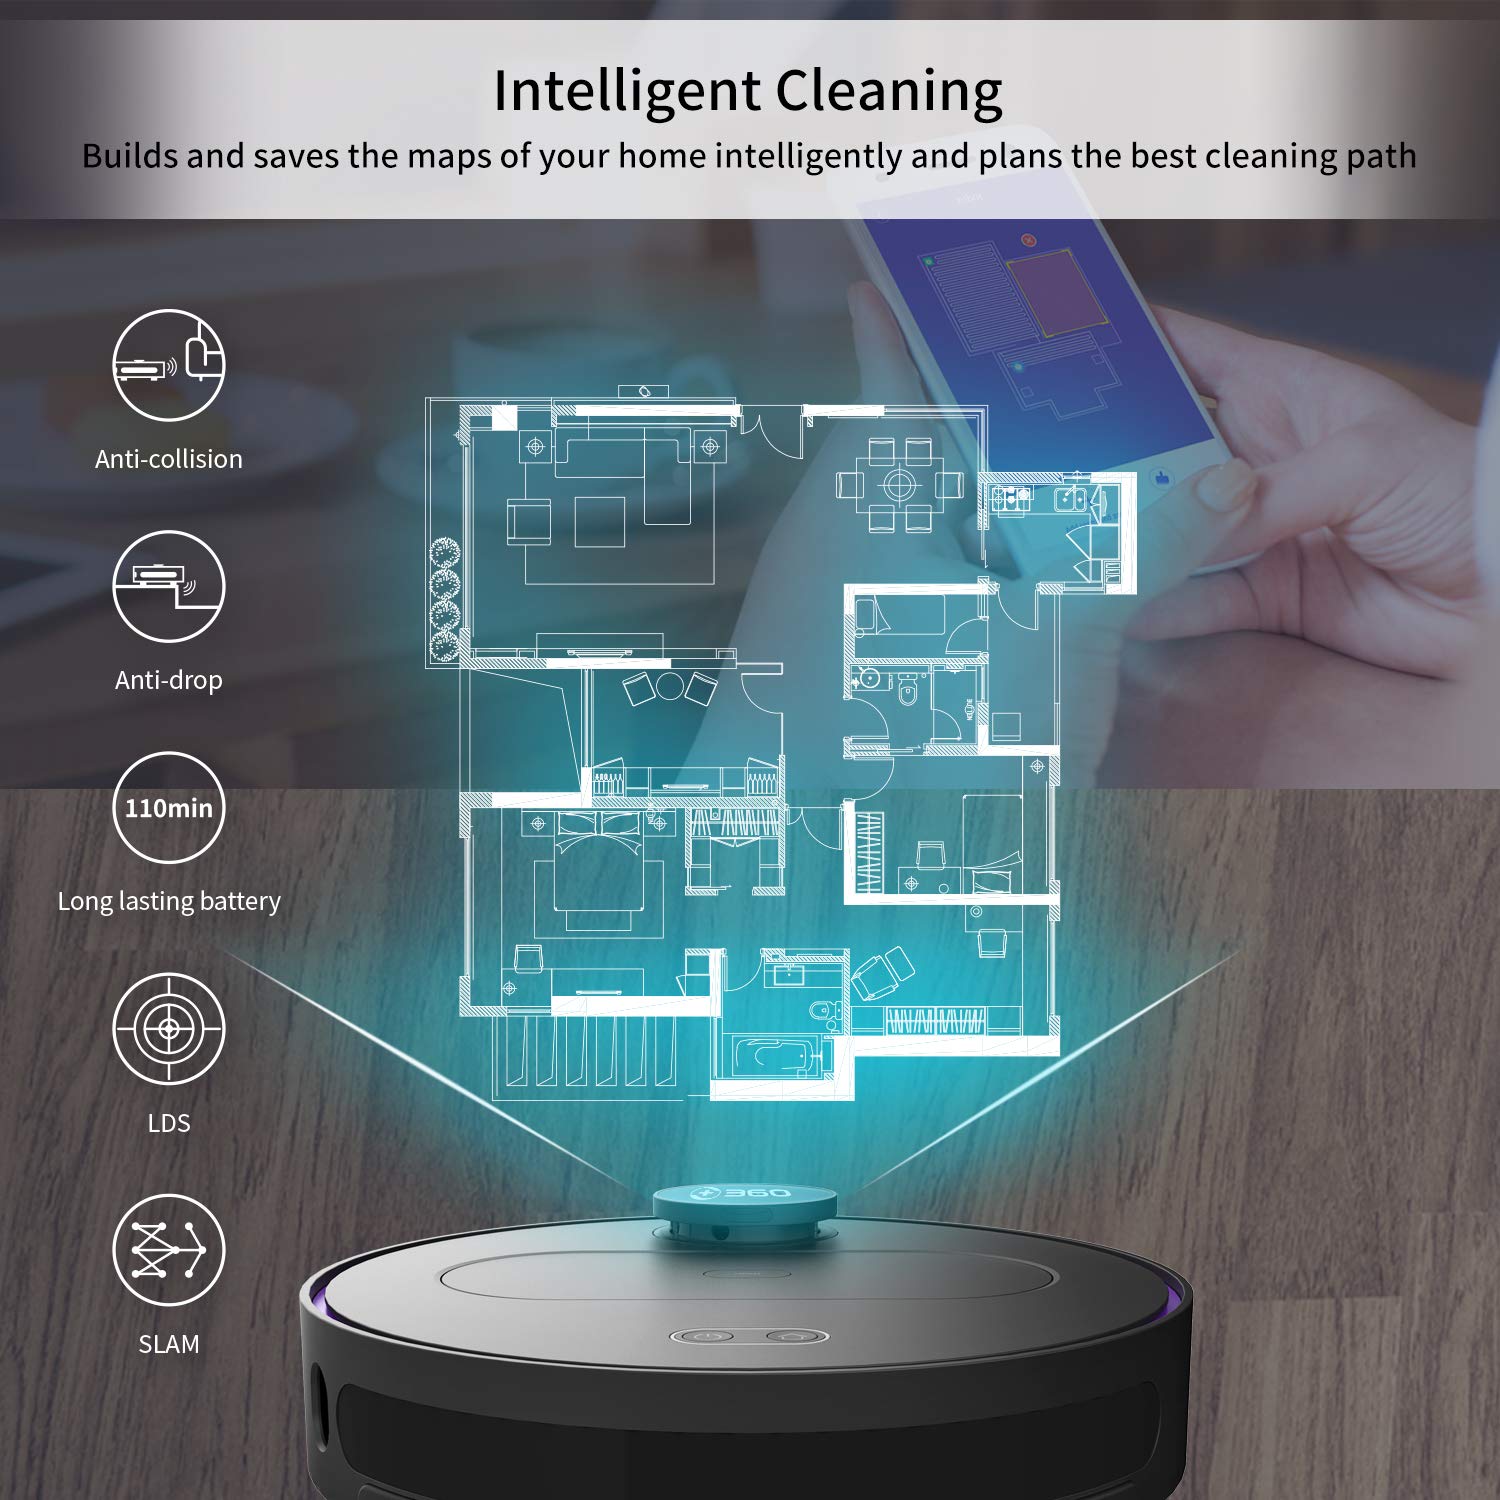 Intelligent Cleaning
Builds and saves the maps of your home intelligently and plans the best cleaning path
Anti-collision
Anti-drop
110min
Long lasting battery
LDS
SLAM
360